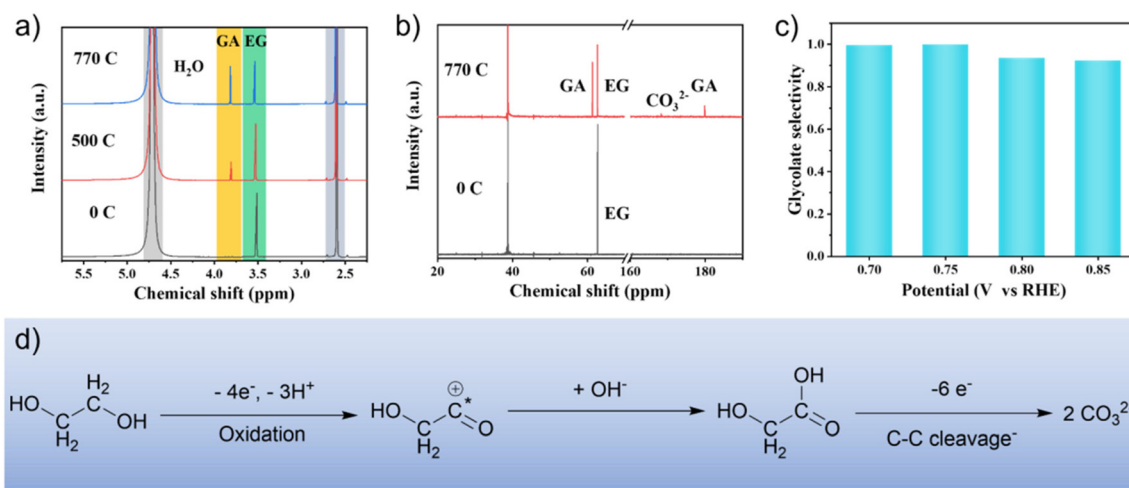 a)
GA EG
770 C
H₂O
500 C
0 C
Intensity (a.u.)
5.5 5.0 4.5 4.0 3.5 3.0 2.5
Chemical shift (ppm)
b)
770 C
GA EG
CO₃²⁻ GA
0 C
EG
Intensity (a.u.)
20 40 60 160 180
Chemical shift (ppm)
c)
Glycolate selectivity
1.0
0.8
0.6
0.4
0.2
0.0
0.70 0.75 0.80 0.85
Potential (V vs RHE)
d)
HO C H₂ H₂ C OH
- 4e⁻, - 3H⁺
Oxidation
HO C H₂ ⊕ C * O
+ OH⁻
HO C H₂ OH O
-6 e⁻
C-C cleavage⁻
2 CO₃²